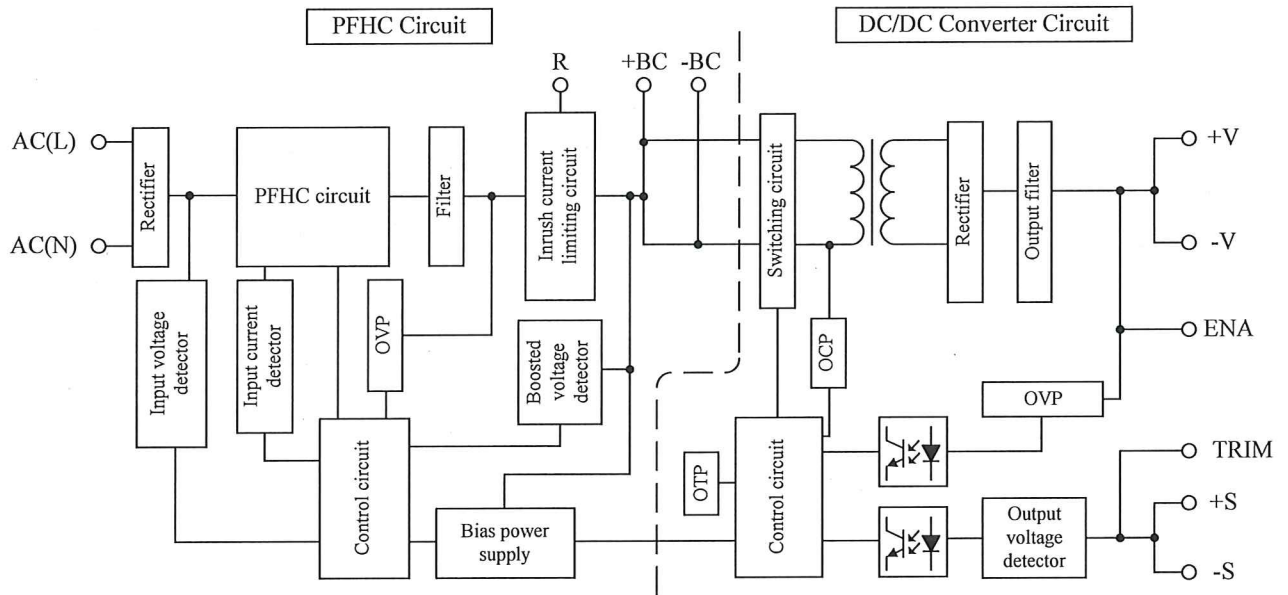 PFHC Circuit
DC/DC Converter Circuit
R
+BC
-BC
AC(L)
AC(N)
Rectifier
PFHC circuit
Filter
Inrush current
limiting circuit
Switching circuit
Rectifier
Output filter
+V
-V
ENA
Input voltage
detector
Input current
detector
OVP
Boosted voltage
detector
OCP
OVP
TRIM
Control circuit
Bias power
supply
OTP
Control circuit
Output
voltage
detector
+S
-S